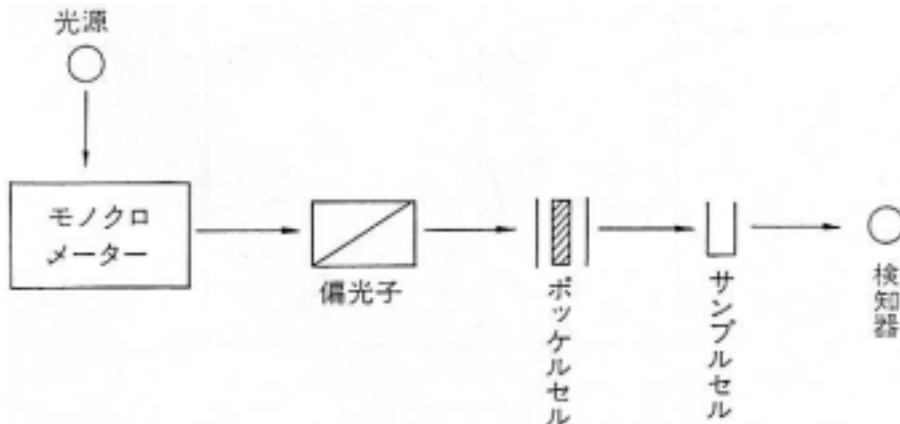 光源
モノクロ
メーター
偏光子
ポッケルセル
サンプルセル
検知器